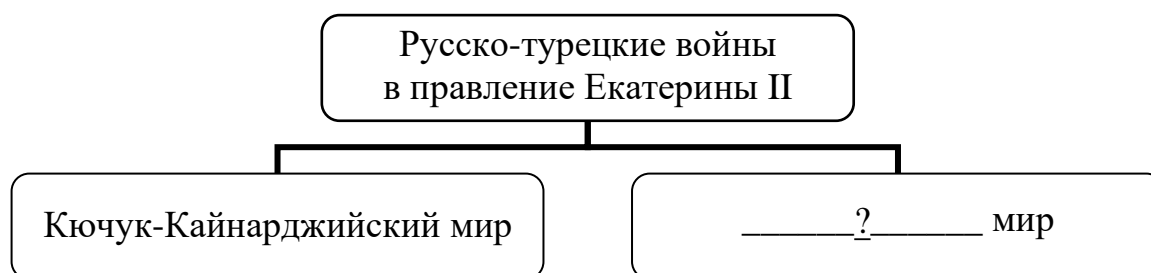 Русско-турецкие войны
в правление Екатерины II
Кючук-Кайнарджийский мир
______?______ мир